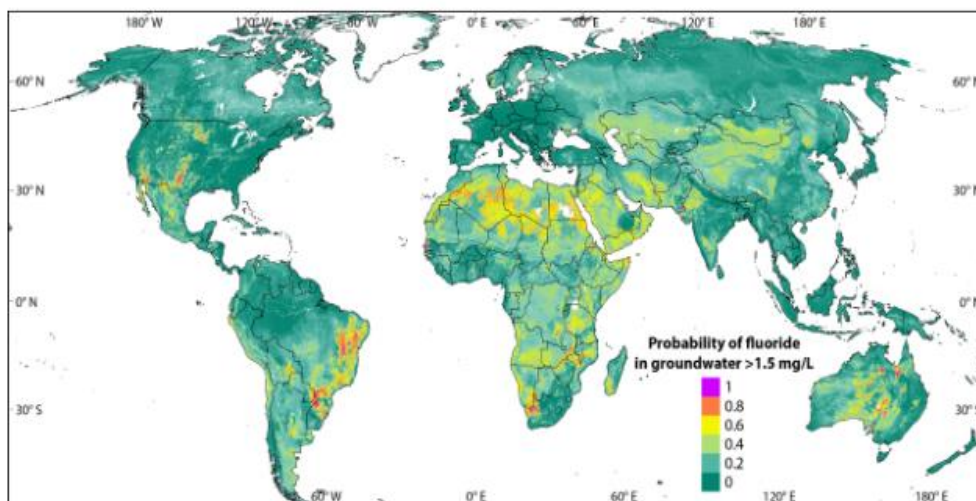 180° W 120° W 60° W 0° E 60° E 120° E 180° E
60° N 60° N
30° N 30° N
0° N 0° N
Probability of fluoride
in groundwater >1.5 mg/L
1
0.8
0.6
0.4
0.2
0
30° S 30° S
60° W 0° E 60° E 120° E 180° E